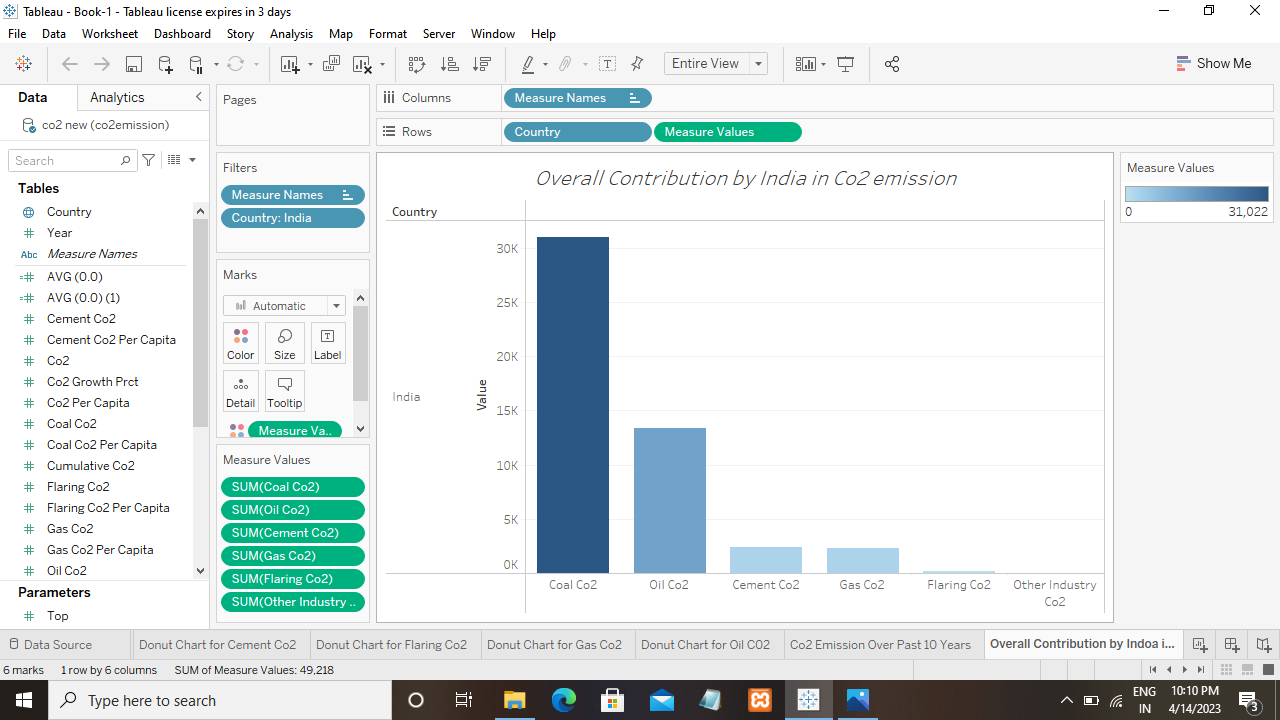 Tableau - Book-1 - Tableau license expires in 3 days
File Data Worksheet Dashboard Story Analysis Map Format Server Window Help
Entire View
Show Me
Data Analytics
co2 new (co2emission)
Search
Tables
Country
Year
Abc Measure Names
AVG (0.0)
AVG (0.0) (1)
Cement Co2
Cement Co2 Per Capita
Co2
Co2 Growth Prct
Co2 Per Capita
Coal Co2
Coal Co2 Per Capita
Cumulative Co2
Flaring Co2
Flaring Co2 Per Capita
Gas Co2
Gas Co2 Per Capita
Oil Co2
Parameters
Top
Pages
Filters
Measure Names
Country: India
Marks
Automatic
Color Size Label
Detail Tooltip
Measure Va..
Measure Values
SUM(Coal Co2)
SUM(Oil Co2)
SUM(Cement Co2)
SUM(Gas Co2)
SUM(Flaring Co2)
SUM(Other Industry ..
Columns Measure Names
Rows Country Measure Values
Overall Contribution by India in Co2 emission
Country
India
Value
30K
25K
20K
15K
10K
5K
0K
Coal Co2 Oil Co2 Cement Co2 Gas Co2 Flaring Co2 Other Industry
Co2
Measure Values
0 31,022
Data Source Donut Chart for Cement Co2 Donut Chart for Flaring Co2 Donut Chart for Gas Co2 Donut Chart for Oil CO2 Co2 Emission Over Past 10 Years Overall Contribution by Indoa i...
6 marks 1 row by 6 columns SUM of Measure Values: 49,218
Type here to search
ENG
IN
10:10 PM
4/14/2023
3